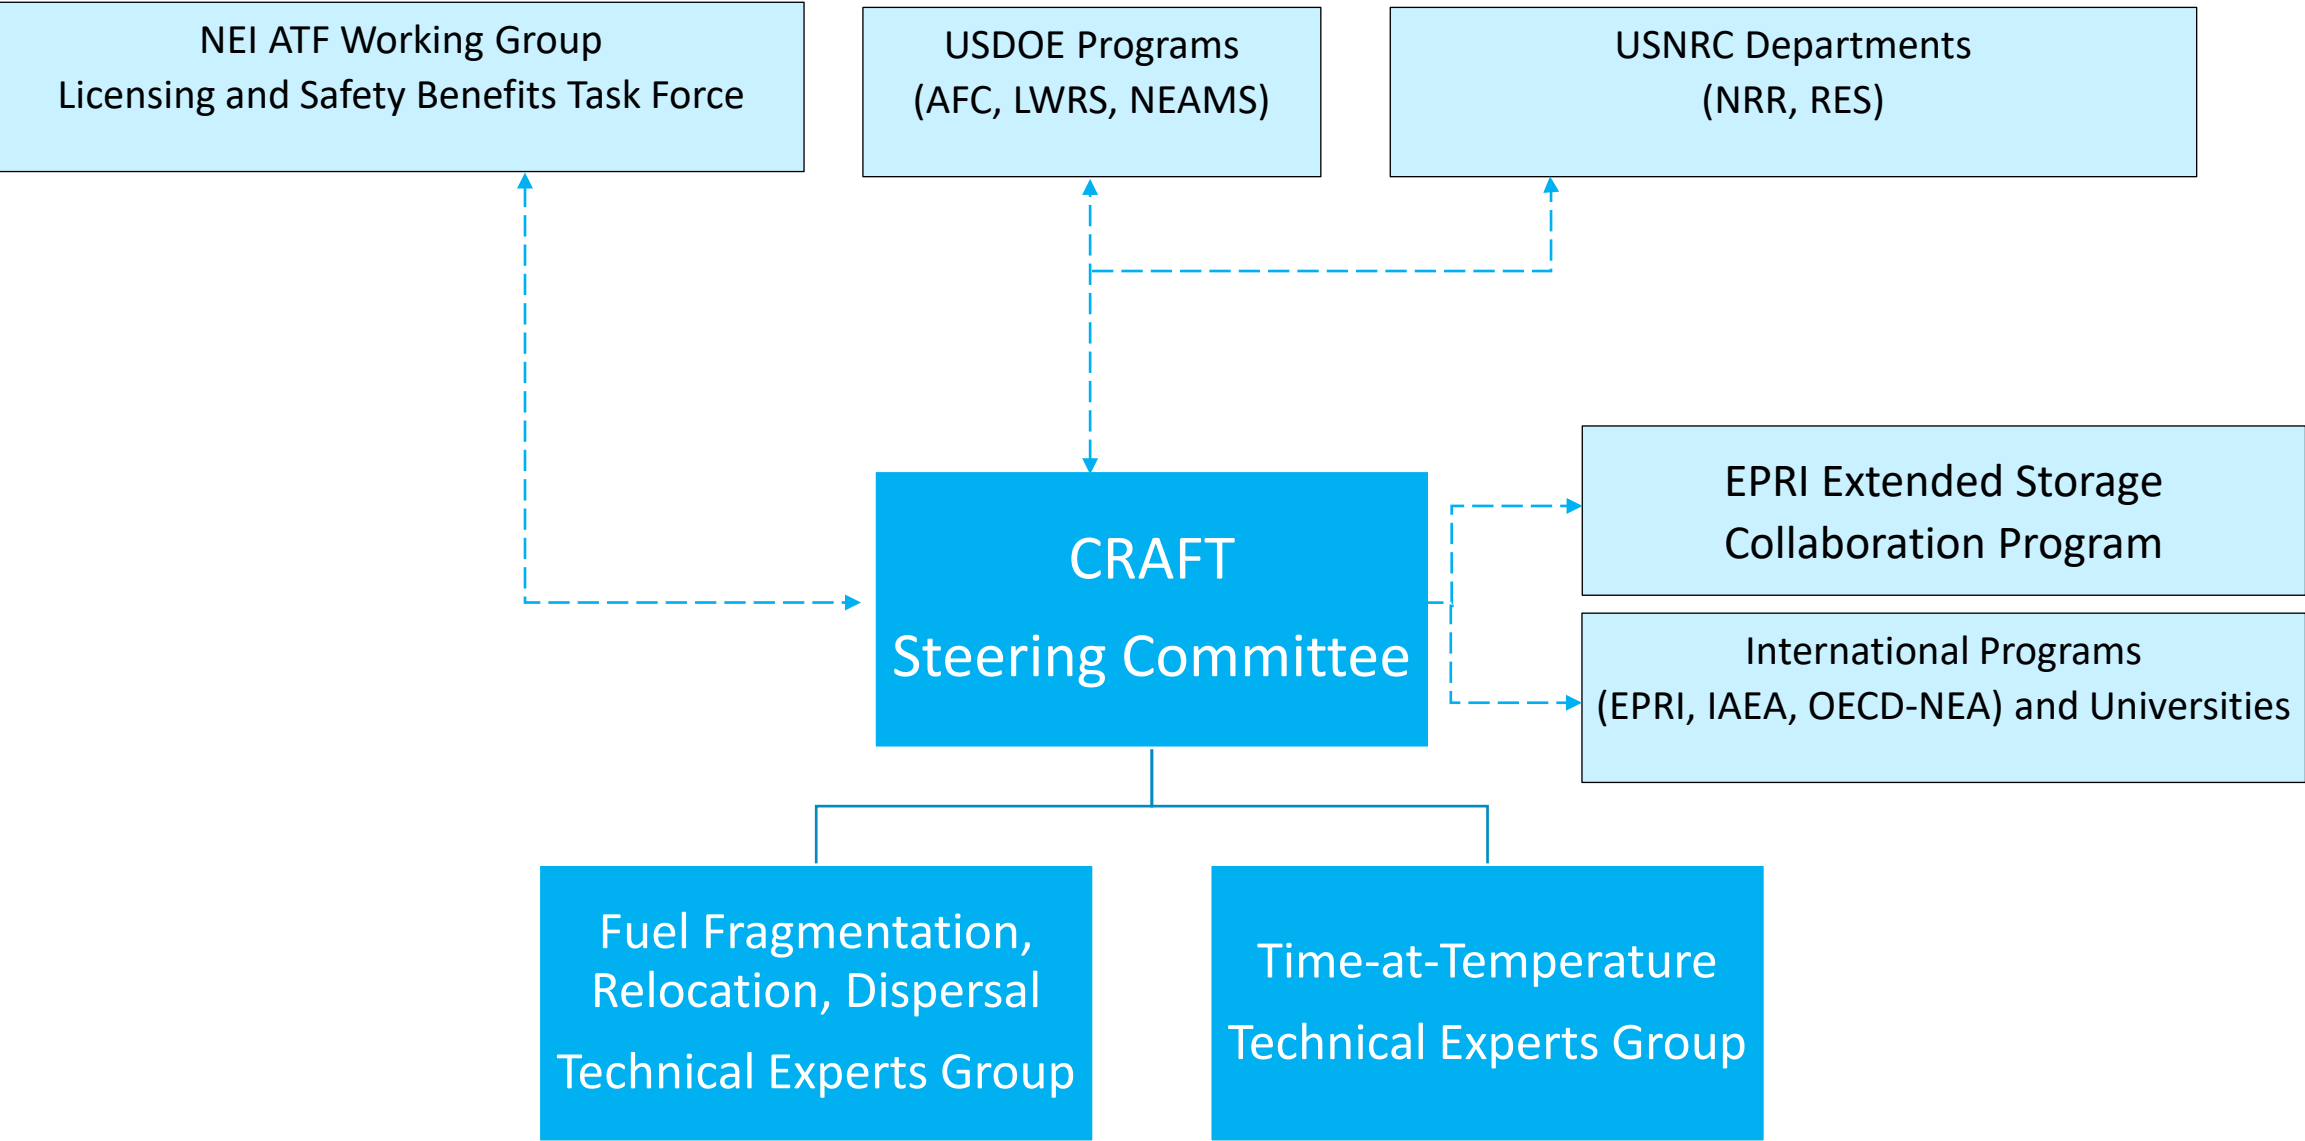 NEI ATF Working Group
Licensing and Safety Benefits Task Force
USDOE Programs
(AFC, LWRS, NEAMS)
USNRC Departments
(NRR, RES)
EPRI Extended Storage
Collaboration Program
CRAFT
Steering Committee
International Programs
(EPRI, IAEA, OECD-NEA) and Universities
Fuel Fragmentation,
Relocation, Dispersal
Technical Experts Group
Time-at-Temperature
Technical Experts Group